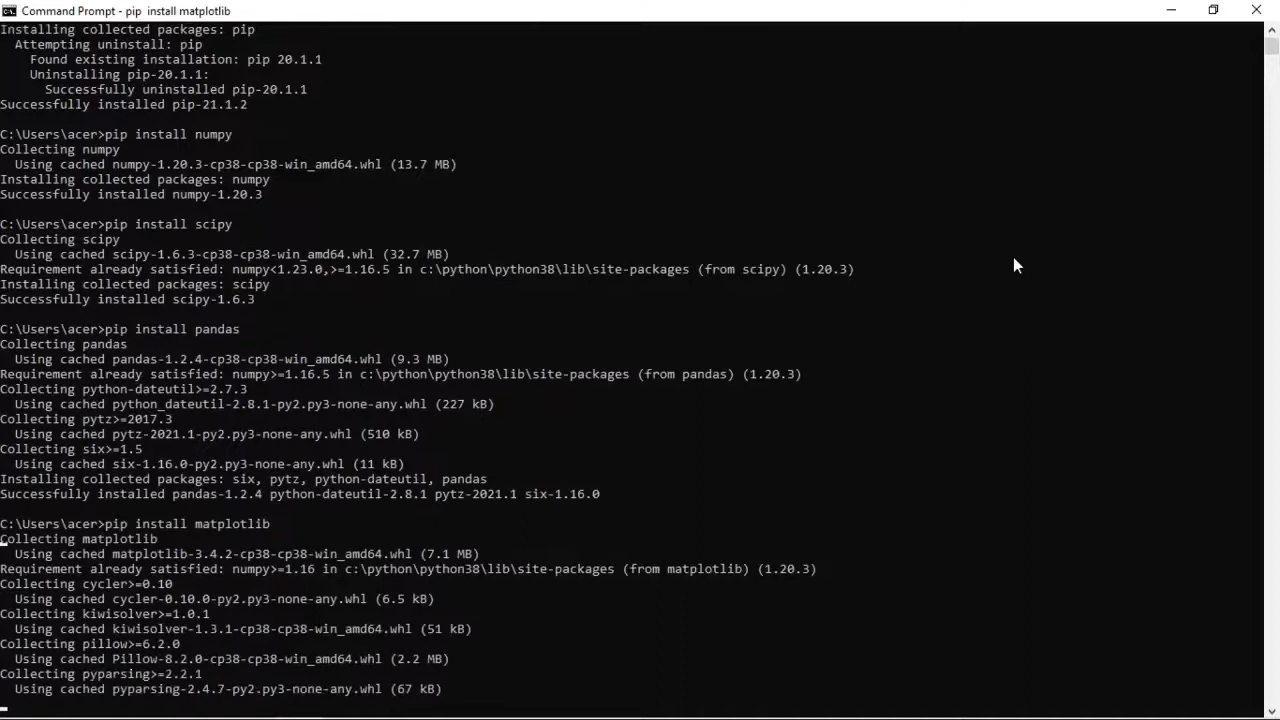 Command Prompt - pip  install matplotlib
Installing collected packages: pip
  Attempting uninstall: pip
    Found existing installation: pip 20.1.1
    Uninstalling pip-20.1.1:
      Successfully uninstalled pip-20.1.1
Successfully installed pip-21.1.2

C:\Users\acer>pip install numpy
Collecting numpy
  Using cached numpy-1.20.3-cp38-cp38-win_amd64.whl (13.7 MB)
Installing collected packages: numpy
Successfully installed numpy-1.20.3

C:\Users\acer>pip install scipy
Collecting scipy
  Using cached scipy-1.6.3-cp38-cp38-win_amd64.whl (32.7 MB)
Requirement already satisfied: numpy<1.23.0,>=1.16.5 in c:\python\python38\lib\site-packages (from scipy) (1.20.3)
Installing collected packages: scipy
Successfully installed scipy-1.6.3

C:\Users\acer>pip install pandas
Collecting pandas
  Using cached pandas-1.2.4-cp38-cp38-win_amd64.whl (9.3 MB)
Requirement already satisfied: numpy>=1.16.5 in c:\python\python38\lib\site-packages (from pandas) (1.20.3)
Collecting python-dateutil>=2.7.3
  Using cached python_dateutil-2.8.1-py2.py3-none-any.whl (227 kB)
Collecting pytz>=2017.3
  Using cached pytz-2021.1-py2.py3-none-any.whl (510 kB)
Collecting six>=1.5
  Using cached six-1.16.0-py2.py3-none-any.whl (11 kB)
Installing collected packages: six, pytz, python-dateutil, pandas
Successfully installed pandas-1.2.4 python-dateutil-2.8.1 pytz-2021.1 six-1.16.0

C:\Users\acer>pip install matplotlib
Collecting matplotlib
  Using cached matplotlib-3.4.2-cp38-cp38-win_amd64.whl (7.1 MB)
Requirement already satisfied: numpy>=1.16 in c:\python\python38\lib\site-packages (from matplotlib) (1.20.3)
Collecting cycler>=0.10
  Using cached cycler-0.10.0-py2.py3-none-any.whl (6.5 kB)
Collecting kiwisolver>=1.0.1
  Using cached kiwisolver-1.3.1-cp38-cp38-win_amd64.whl (51 kB)
Collecting pillow>=6.2.0
  Using cached Pillow-8.2.0-cp38-cp38-win_amd64.whl (2.2 MB)
Collecting pyparsing>=2.2.1
  Using cached pyparsing-2.4.7-py2.py3-none-any.whl (67 kB)